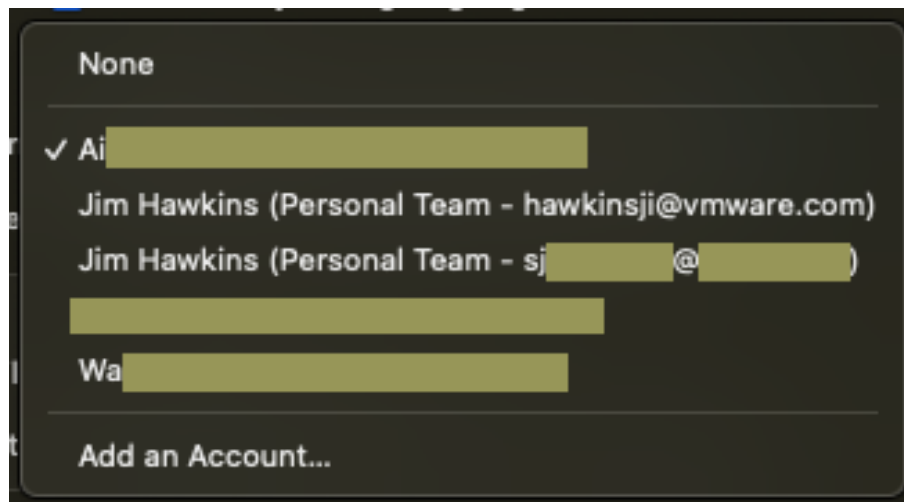 None
✓ Ai
Jim Hawkins (Personal Team - hawkinsji@vmware.com)
Jim Hawkins (Personal Team - sj @ )
Wa
Add an Account...